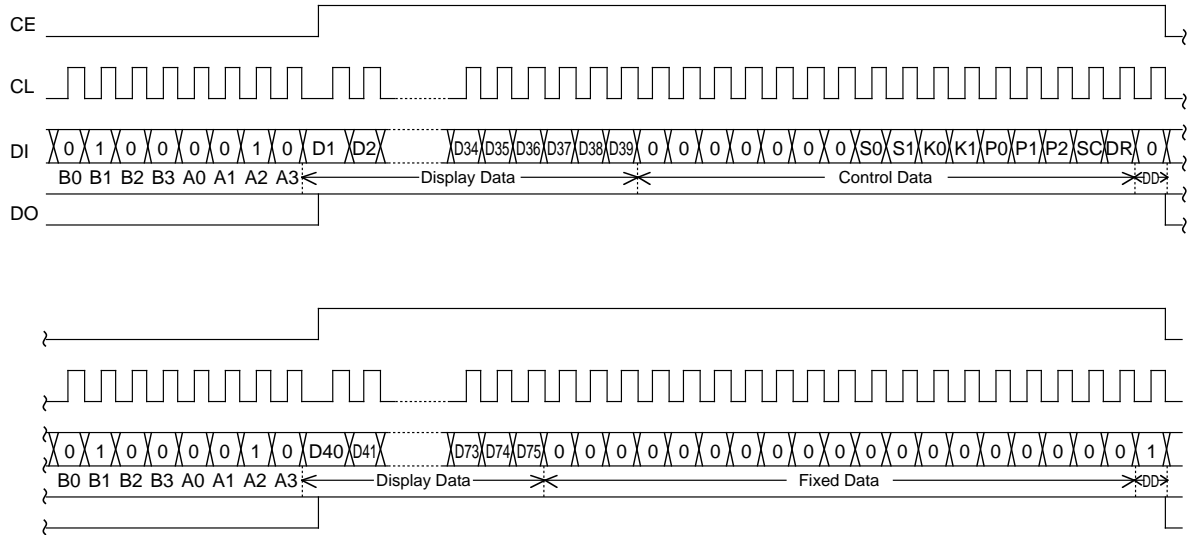 CE
CL
DI 0 1 0 0 0 0 1 0 D1 D2 D34 D35 D36 D37 D38 D39 0 0 0 0 0 0 0 S0 S1 K0 K1 P0 P1 P2 SC DR 0
B0 B1 B2 B3 A0 A1 A2 A3 Display Data Control Data DD
DO
0 1 0 0 0 0 1 0 D40 D41 D73 D74 D75 0 0 0 0 0 0 0 0 0 0 0 0 0 0 0 0 0 0 0 1
B0 B1 B2 B3 A0 A1 A2 A3 Display Data Fixed Data DD